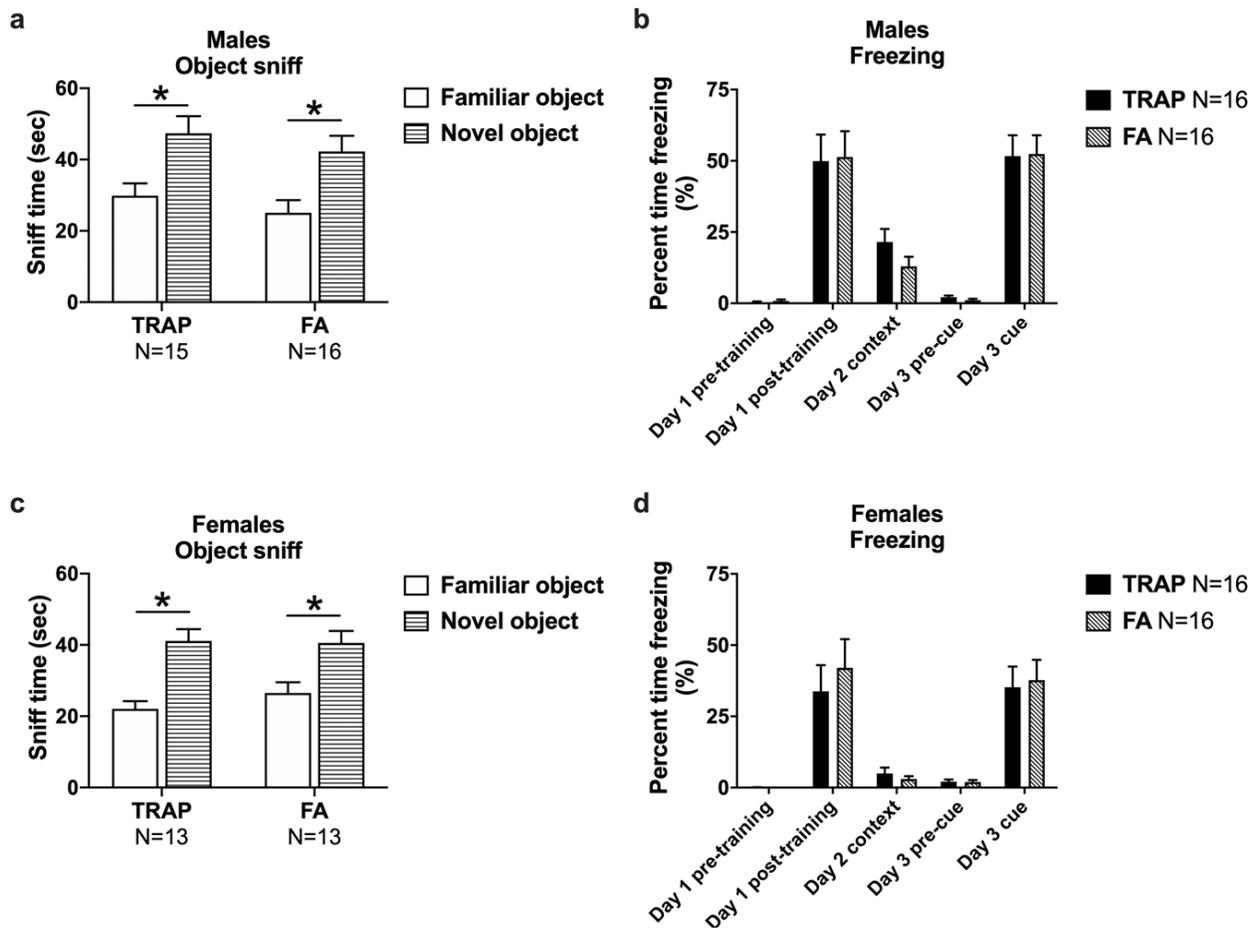 a
Males
Object sniff
Sniff time (sec)
60
40
20
0
*
*
Familiar object
Novel object
TRAP
N=15
FA
N=16
b
Males
Freezing
Percent time freezing
(%)
75
50
25
0
TRAP N=16
FA N=16
Day 1 pre-training
Day 1 post-training
Day 2 context
Day 3 pre-cue
Day 3 cue
c
Females
Object sniff
Sniff time (sec)
60
40
20
0
*
*
Familiar object
Novel object
TRAP
N=13
FA
N=13
d
Females
Freezing
Percent time freezing
(%)
75
50
25
0
TRAP N=16
FA N=16
Day 1 pre-training
Day 1 post-training
Day 2 context
Day 3 pre-cue
Day 3 cue